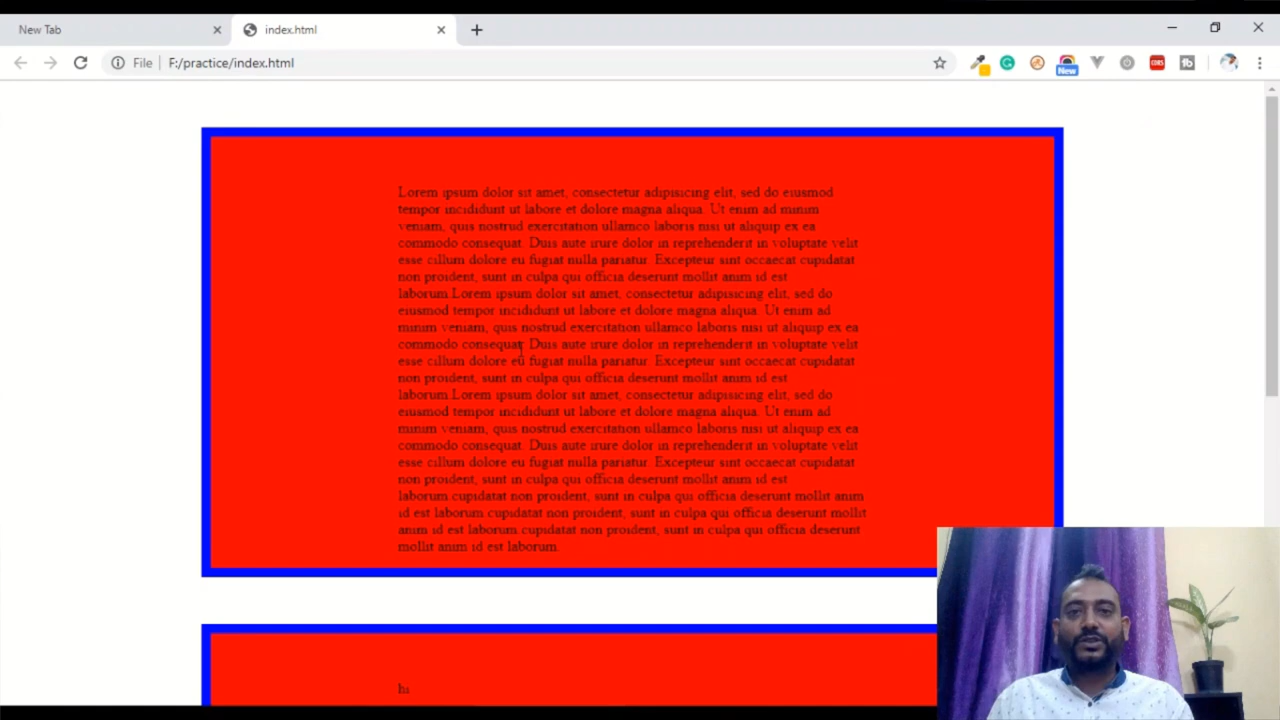 New Tab
index.html
File
F:/practice/index.html
New
CORS
Lorem ipsum dolor sit amet, consectetur adipisicing elit, sed do eiusmod
tempor incididunt ut labore et dolore magna aliqua. Ut enim ad minim
veniam, quis nostrud exercitation ullamco laboris nisi ut aliquip ex ea
commodo consequat. Duis aute irure dolor in reprehenderit in voluptate velit
esse cillum dolore eu fugiat nulla pariatur. Excepteur sint occaecat cupidatat
non proident, sunt in culpa qui officia deserunt mollit anim id est
laborum.Lorem ipsum dolor sit amet, consectetur adipisicing elit, sed do
eiusmod tempor incididunt ut labore et dolore magna aliqua. Ut enim ad
minim veniam, quis nostrud exercitation ullamco laboris nisi ut aliquip ex ea
commodo consequat. Duis aute irure dolor in reprehenderit in voluptate velit
esse cillum dolore eu fugiat nulla pariatur. Excepteur sint occaecat cupidatat
non proident, sunt in culpa qui officia deserunt mollit anim id est
laborum.Lorem ipsum dolor sit amet, consectetur adipisicing elit, sed do
eiusmod tempor incididunt ut labore et dolore magna aliqua. Ut enim ad
minim veniam, quis nostrud exercitation ullamco laboris nisi ut aliquip ex ea
commodo consequat. Duis aute irure dolor in reprehenderit in voluptate velit
esse cillum dolore eu fugiat nulla pariatur. Excepteur sint occaecat cupidatat
non proident, sunt in culpa qui officia deserunt mollit anim id est
laborum.cupidatat non proident, sunt in culpa qui officia deserunt mollit anim
id est laborum.cupidatat non proident, sunt in culpa qui officia deserunt mollit
anim id est laborum.cupidatat non proident, sunt in culpa qui officia deserunt
mollit anim id est laborum.
hi